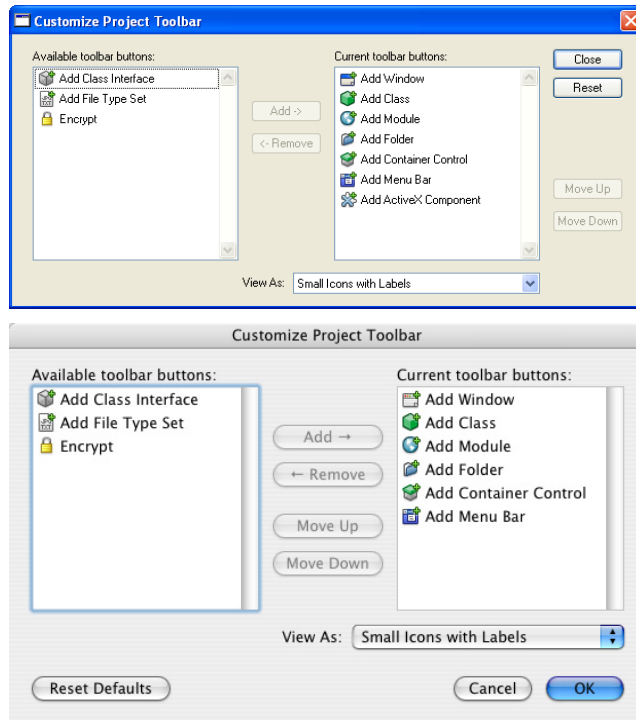 Customize Project Toolbar
Available toolbar buttons:
Add Class Interface
Add File Type Set
Encrypt
Add ->
<- Remove
Current toolbar buttons:
Add Window
Add Class
Add Module
Add Folder
Add Container Control
Add Menu Bar
Add ActiveX Component
Close
Reset
Move Up
Move Down
View As: Small Icons with Labels
Customize Project Toolbar
Available toolbar buttons:
Add Class Interface
Add File Type Set
Encrypt
Add →
← Remove
Move Up
Move Down
Current toolbar buttons:
Add Window
Add Class
Add Module
Add Folder
Add Container Control
Add Menu Bar
View As: Small Icons with Labels
Reset Defaults
Cancel
OK